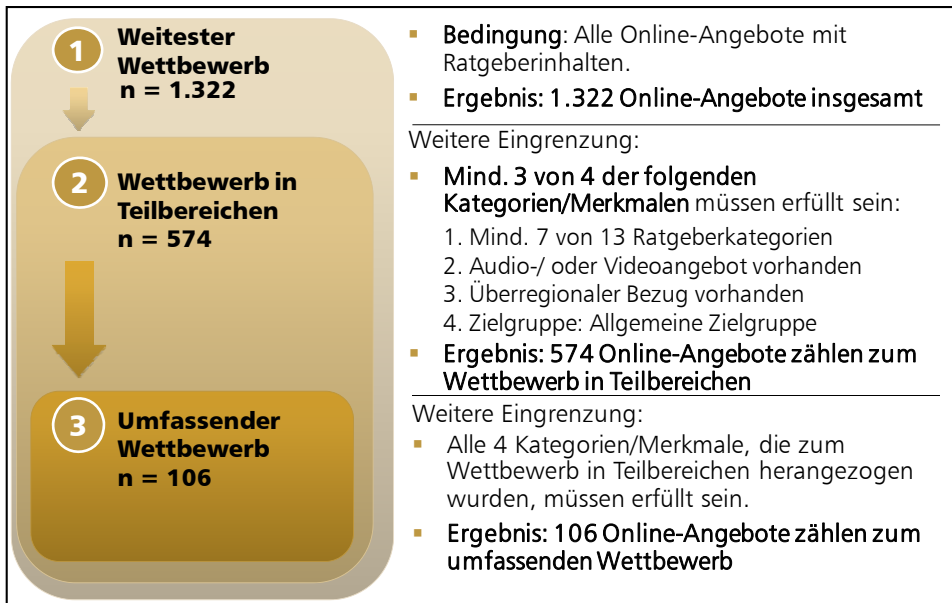 1
Weitester
Wettbewerb
n = 1.322
2
Wettbewerb in
Teilbereichen
n = 574
3
Umfassender
Wettbewerb
n = 106
▪ Bedingung: Alle Online-Angebote mit
Ratgeberinhalten.
▪ Ergebnis: 1.322 Online-Angebote insgesamt
Weitere Eingrenzung:
▪ Mind. 3 von 4 der folgenden
Kategorien/Merkmalen müssen erfüllt sein:
1. Mind. 7 von 13 Ratgeberkategorien
2. Audio-/ oder Videoangebot vorhanden
3. Überregionaler Bezug vorhanden
4. Zielgruppe: Allgemeine Zielgruppe
▪ Ergebnis: 574 Online-Angebote zählen zum
Wettbewerb in Teilbereichen
Weitere Eingrenzung:
▪ Alle 4 Kategorien/Merkmale, die zum
Wettbewerb in Teilbereichen herangezogen
wurden, müssen erfüllt sein.
▪ Ergebnis: 106 Online-Angebote zählen zum
umfassenden Wettbewerb